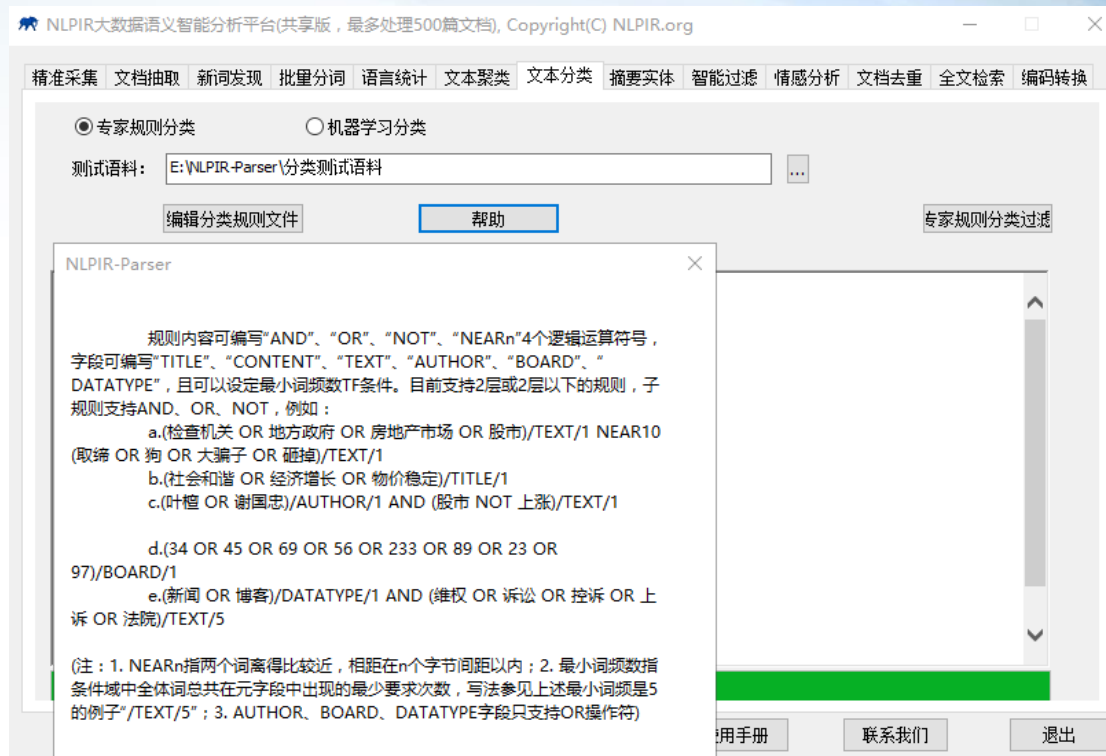 NLPIR大数据语义智能分析平台(共享版，最多处理500篇文档), Copyright(C) NLPIR.org
精准采集 文档抽取 新词发现 批量分词 语言统计 文本聚类 文本分类 摘要实体 智能过滤 情感分析 文档去重 全文检索 编码转换
专家规则分类 机器学习分类
测试语料： E:\NLPIR-Parser\分类测试语料 ...
编辑分类规则文件 帮助 专家规则分类过滤
NLPIR-Parser
规则内容可编写“AND”、“OR”、“NOT”、“NEARn”4个逻辑运算符号，
字段可编写“TITLE”、“CONTENT”、“TEXT”、“AUTHOR”、“BOARD”、“
DATATYPE”，且可以设定最小词频数TF条件。目前支持2层或2层以下的规则，子
规则支持AND、OR、NOT，例如：
a.(检查机关 OR 地方政府 OR 房地产市场 OR 股市)/TEXT/1 NEAR10
(取缔 OR 狗 OR 大骗子 OR 砸掉)/TEXT/1
b.(社会和谐 OR 经济增长 OR 物价稳定)/TITLE/1
c.(叶檀 OR 谢国忠)/AUTHOR/1 AND (股市 NOT 上涨)/TEXT/1
d.(34 OR 45 OR 69 OR 56 OR 233 OR 89 OR 23 OR
97)/BOARD/1
e.(新闻 OR 博客)/DATATYPE/1 AND (维权 OR 诉讼 OR 控诉 OR 上
诉 OR 法院)/TEXT/5
(注：1. NEARn指两个词离得比较近，相距在n个字节间距以内；2. 最小词频数指
条件域中全体词总共在元字段中出现的最少要求次数，写法参见上述最小词频是5
的例子“/TEXT/5”；3. AUTHOR、BOARD、DATATYPE字段只支持OR操作符)
用手册 联系我们 退出